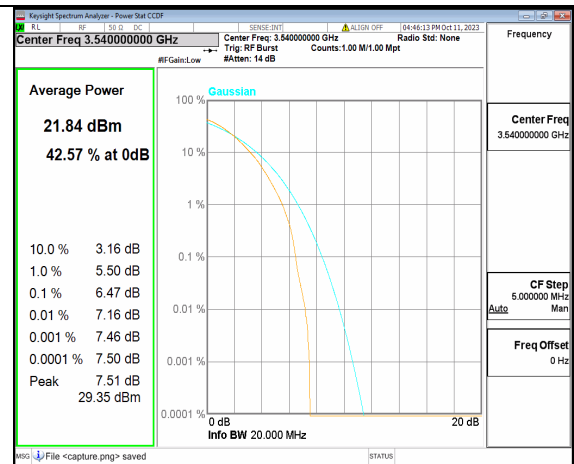 Keysight Spectrum Analyzer - Power Stat CCDF
RL RF 50 Ω DC SENSE:INT ALIGN OFF 04:46:13 PM Oct 11, 2023
Center Freq 3.540000000 GHz
Center Freq: 3.540000000 GHz Radio Std: None
Trig: RF Burst Counts:1.00 M/1.00 Mpt
#IFGain:Low #Atten: 14 dB
Frequency
Average Power
21.84 dBm
42.57 % at 0dB
10.0 % 3.16 dB
1.0 % 5.50 dB
0.1 % 6.47 dB
0.01 % 7.16 dB
0.001 % 7.46 dB
0.0001 % 7.50 dB
Peak 7.51 dB
29.35 dBm
Gaussian
100 %
10 %
1 %
0.1 %
0.01 %
0.001 %
0.0001 %
0 dB 20 dB
Info BW 20.000 MHz
Center Freq
3.540000000 GHz
CF Step
5.000000 MHz
Auto Man
Freq Offset
0 Hz
MSG File <capture.png> saved STATUS